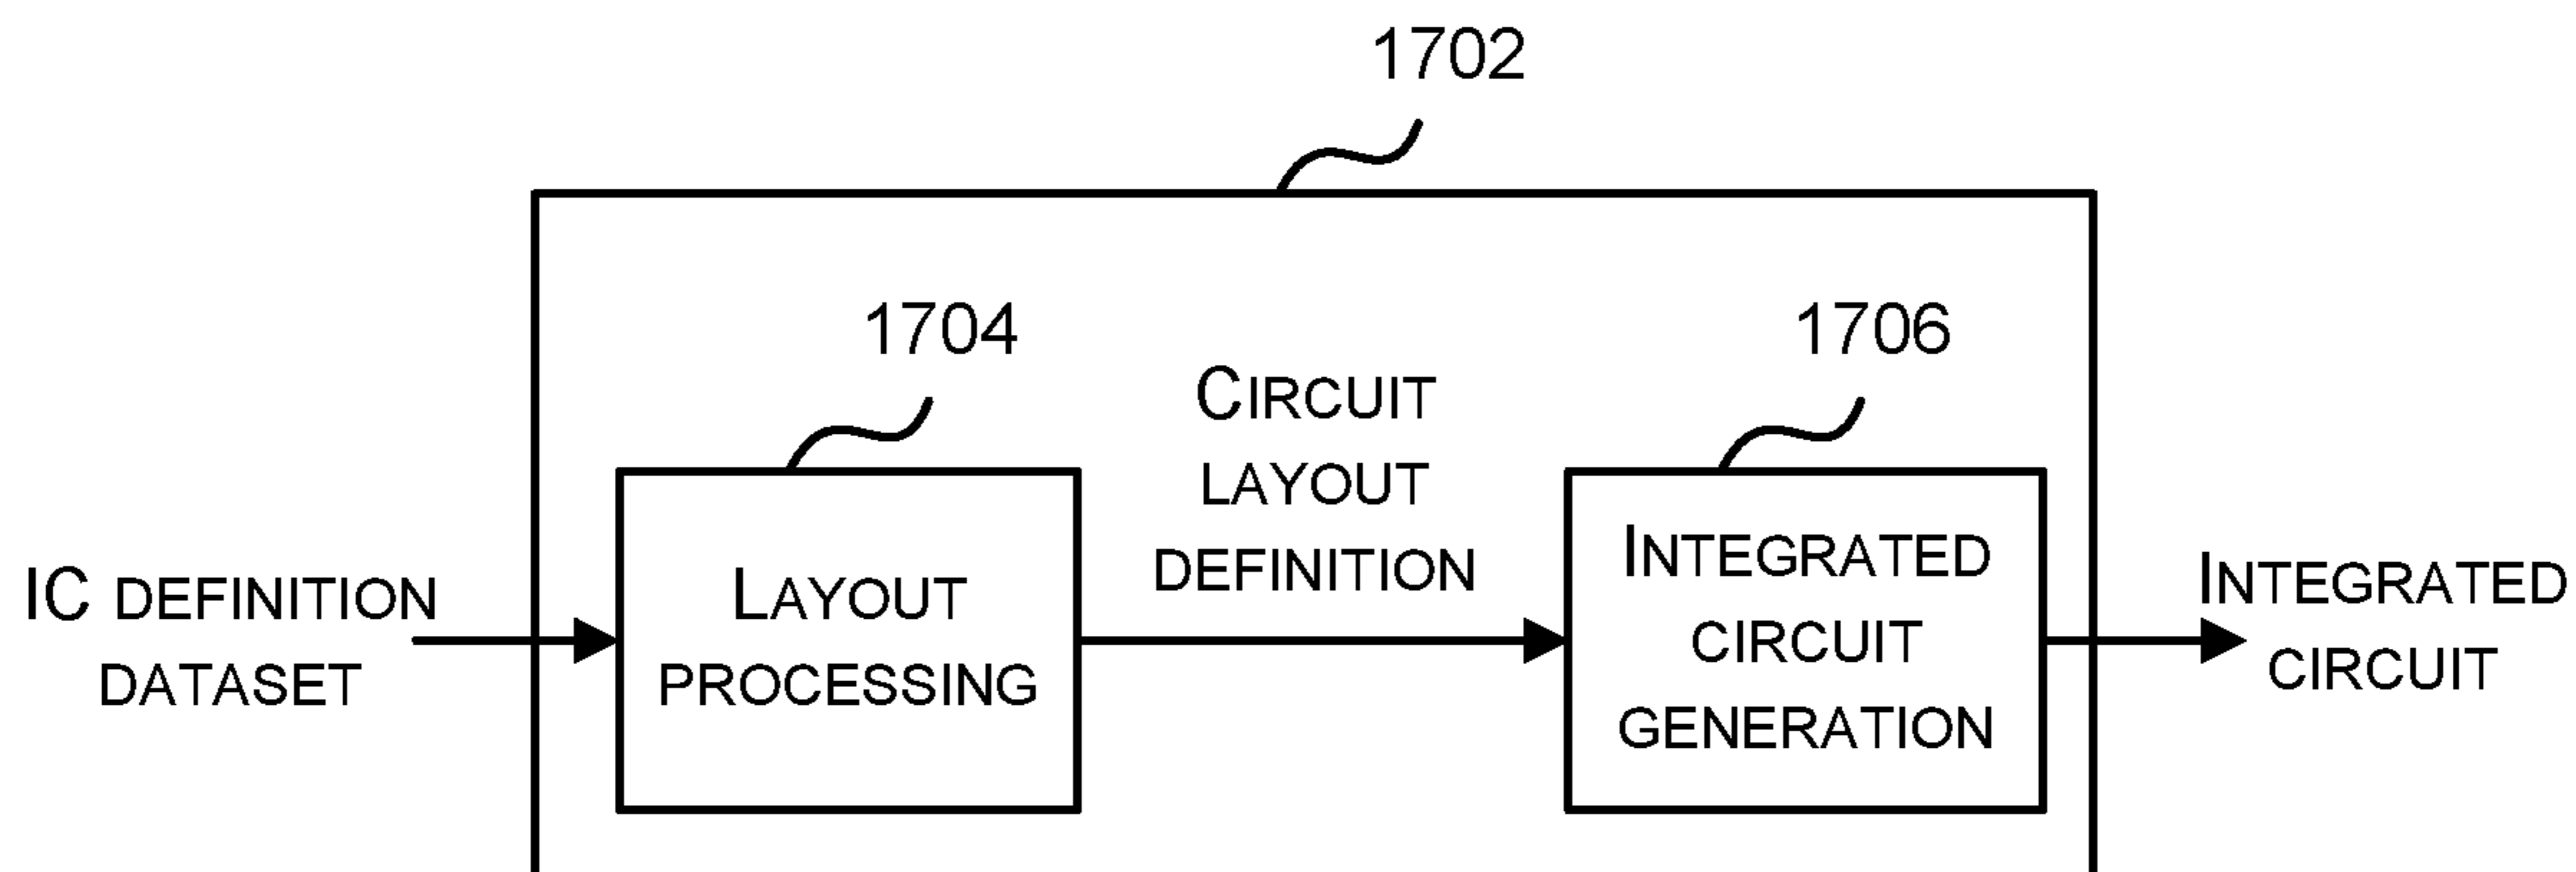 1702
1704
1706
CIRCUIT
LAYOUT
DEFINITION
IC DEFINITION
DATASET
LAYOUT
PROCESSING
INTEGRATED
CIRCUIT
GENERATION
INTEGRATED
CIRCUIT